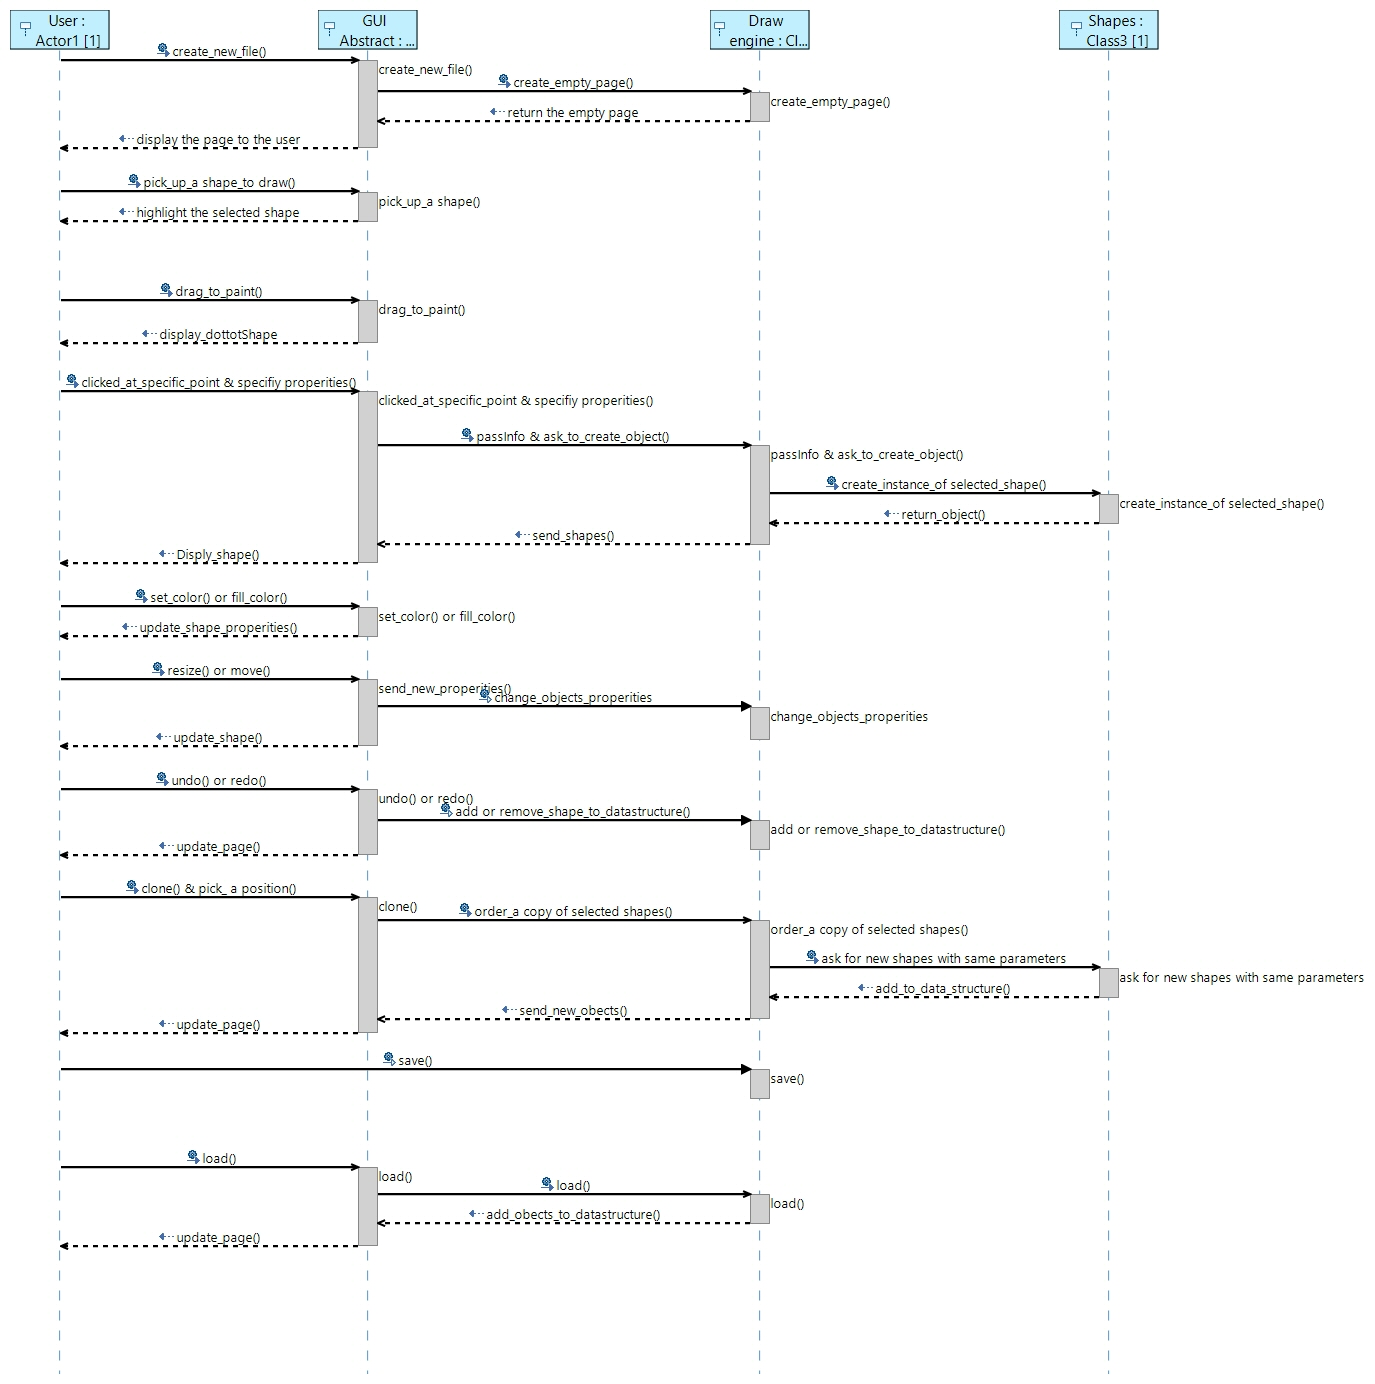 User :
Actor1 [1]
GUI
Abstract : ...
Draw
engine : Cl...
Shapes :
Class3 [1]
create_new_file()
create_new_file()
create_empty_page()
create_empty_page()
return the empty page
display the page to the user
pick_up_a shape_to draw()
pick_up_a shape()
highlight the selected shape
drag_to_paint()
drag_to_paint()
display_dottotShape
clicked_at_specific_point & specifiy properities()
clicked_at_specific_point & specifiy properities()
passInfo & ask_to_create_object()
passInfo & ask_to_create_object()
create_instance_of selected_shape()
create_instance_of selected_shape()
return_object()
send_shapes()
Disply_shape()
set_color() or fill_color()
set_color() or fill_color()
update_shape_properities()
resize() or move()
send_new_properities()
change_objects_properities
change_objects_properities
update_shape()
undo() or redo()
undo() or redo()
add or remove_shape_to_datastructure()
add or remove_shape_to_datastructure()
update_page()
clone() & pick_ a position()
clone()
order_a copy of selected shapes()
order_a copy of selected shapes()
ask for new shapes with same parameters
ask for new shapes with same parameters
add_to_data_structure()
send_new_obects()
update_page()
save()
save()
load()
load()
load()
load()
add_obects_to_datastructure()
update_page()